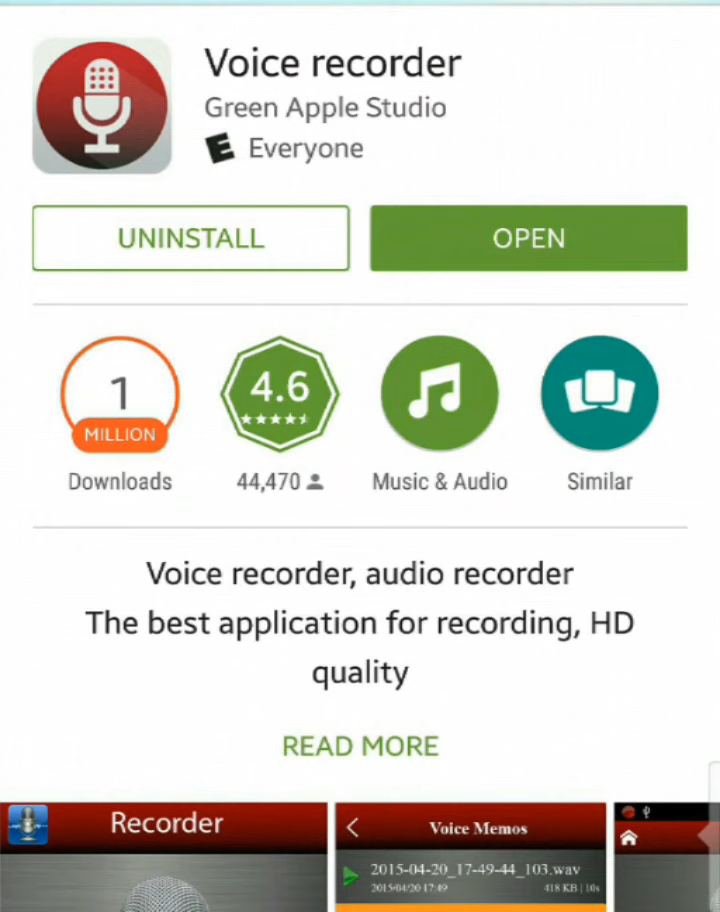 Voice recorder
Green Apple Studio
E Everyone
UNINSTALL
OPEN
1
MILLION
Downloads
4.6
44,470
Music & Audio
Similar
Voice recorder, audio recorder
The best application for recording, HD
quality
READ MORE
Recorder
Voice Memos
2015-04-20_17-49-44_103.wav
2015/04/20 17:49
418 KB | 10s